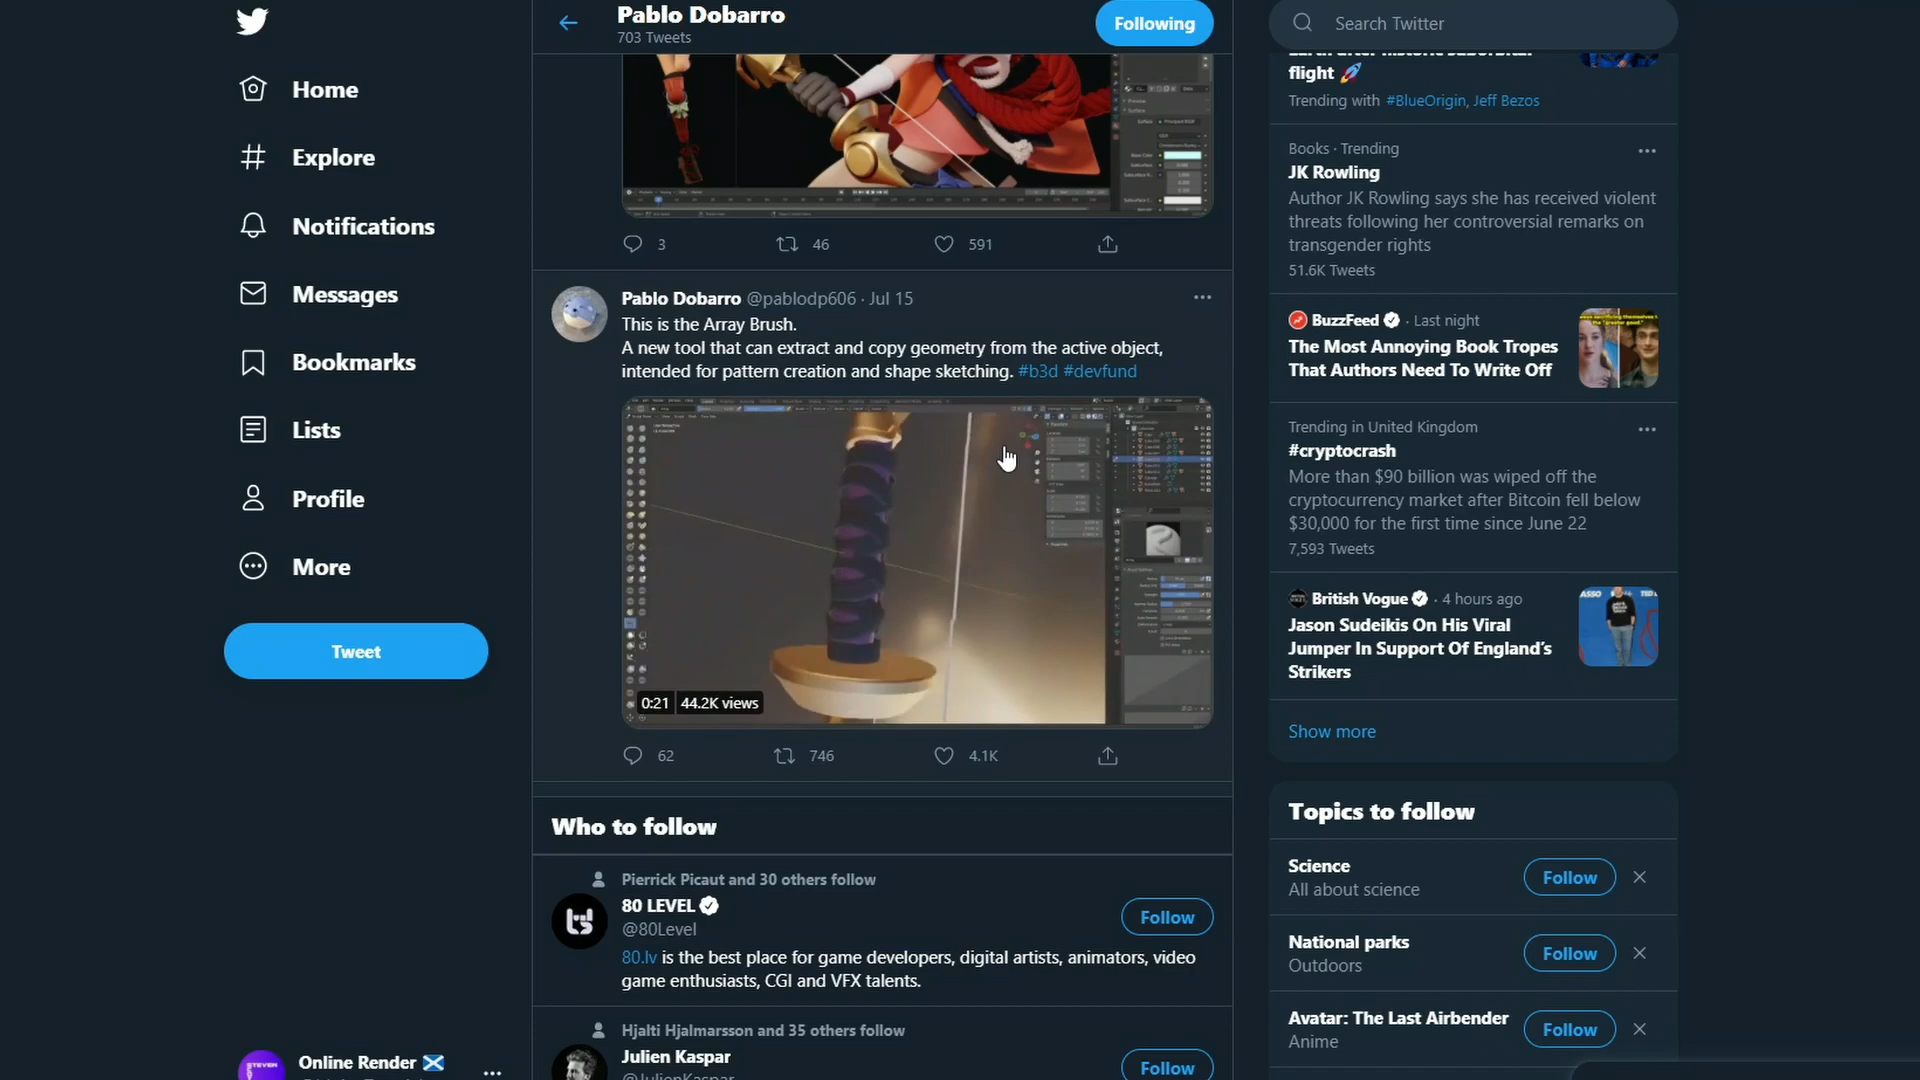 Home
Explore
Notifications
Messages
Bookmarks
Lists
Profile
More
Tweet
Online Render
Pablo Dobarro
703 Tweets
Following
3
46
591
Pablo Dobarro @pablodp606 · Jul 15
This is the Array Brush.
A new tool that can extract and copy geometry from the active object,
intended for pattern creation and shape sketching. #b3d #devfund
0:21
44.2K views
62
746
4.1K
Who to follow
Pierrick Picaut and 30 others follow
80 LEVEL
@80Level
Follow
80.lv is the best place for game developers, digital artists, animators, video
game enthusiasts, CGI and VFX talents.
Hjalti Hjalmarsson and 35 others follow
Julien Kaspar
@JulienKaspar
Follow
Search Twitter
flight
Trending with #BlueOrigin, Jeff Bezos
Books · Trending
JK Rowling
Author JK Rowling says she has received violent
threats following her controversial remarks on
transgender rights
51.6K Tweets
BuzzFeed · Last night
The Most Annoying Book Tropes
That Authors Need To Write Off
Trending in United Kingdom
#cryptocrash
More than $90 billion was wiped off the
cryptocurrency market after Bitcoin fell below
$30,000 for the first time since June 22
7,593 Tweets
British Vogue · 4 hours ago
Jason Sudeikis On His Viral
Jumper In Support Of England's
Strikers
Show more
Topics to follow
Science
All about science
Follow
National parks
Outdoors
Follow
Avatar: The Last Airbender
Anime
Follow